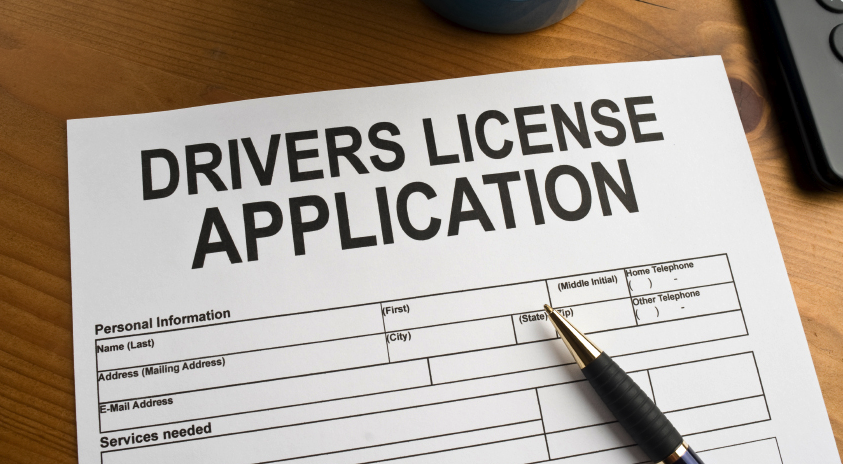 DRIVERS LICENSE
APPLICATION
Personal Information
Name (Last)
(First)
(Middle Initial)
Home Telephone
( ) -
Address (Mailing Address)
(City)
(State)
Zip)
Other Telephone
( ) -
E-Mail Address
Services needed